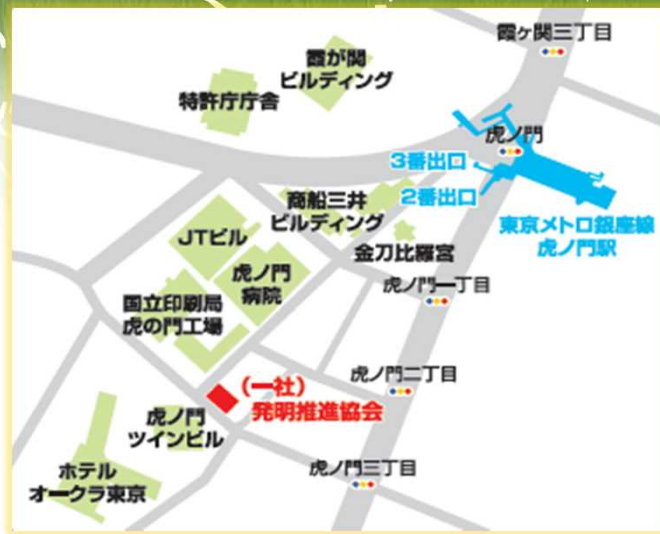 霞ヶ関三丁目
霞が関
ビルディング
特許庁庁舎
虎ノ門
3番出口
2番出口
東京メトロ銀座線
虎ノ門駅
商船三井
ビルディング
JTビル
金刀比羅宮
虎ノ門
病院
虎ノ門一丁目
国立印刷局
虎の門工場
虎ノ門二丁目
(一社)
発明推進協会
虎ノ門
ツインビル
虎ノ門三丁目
ホテル
オークラ東京